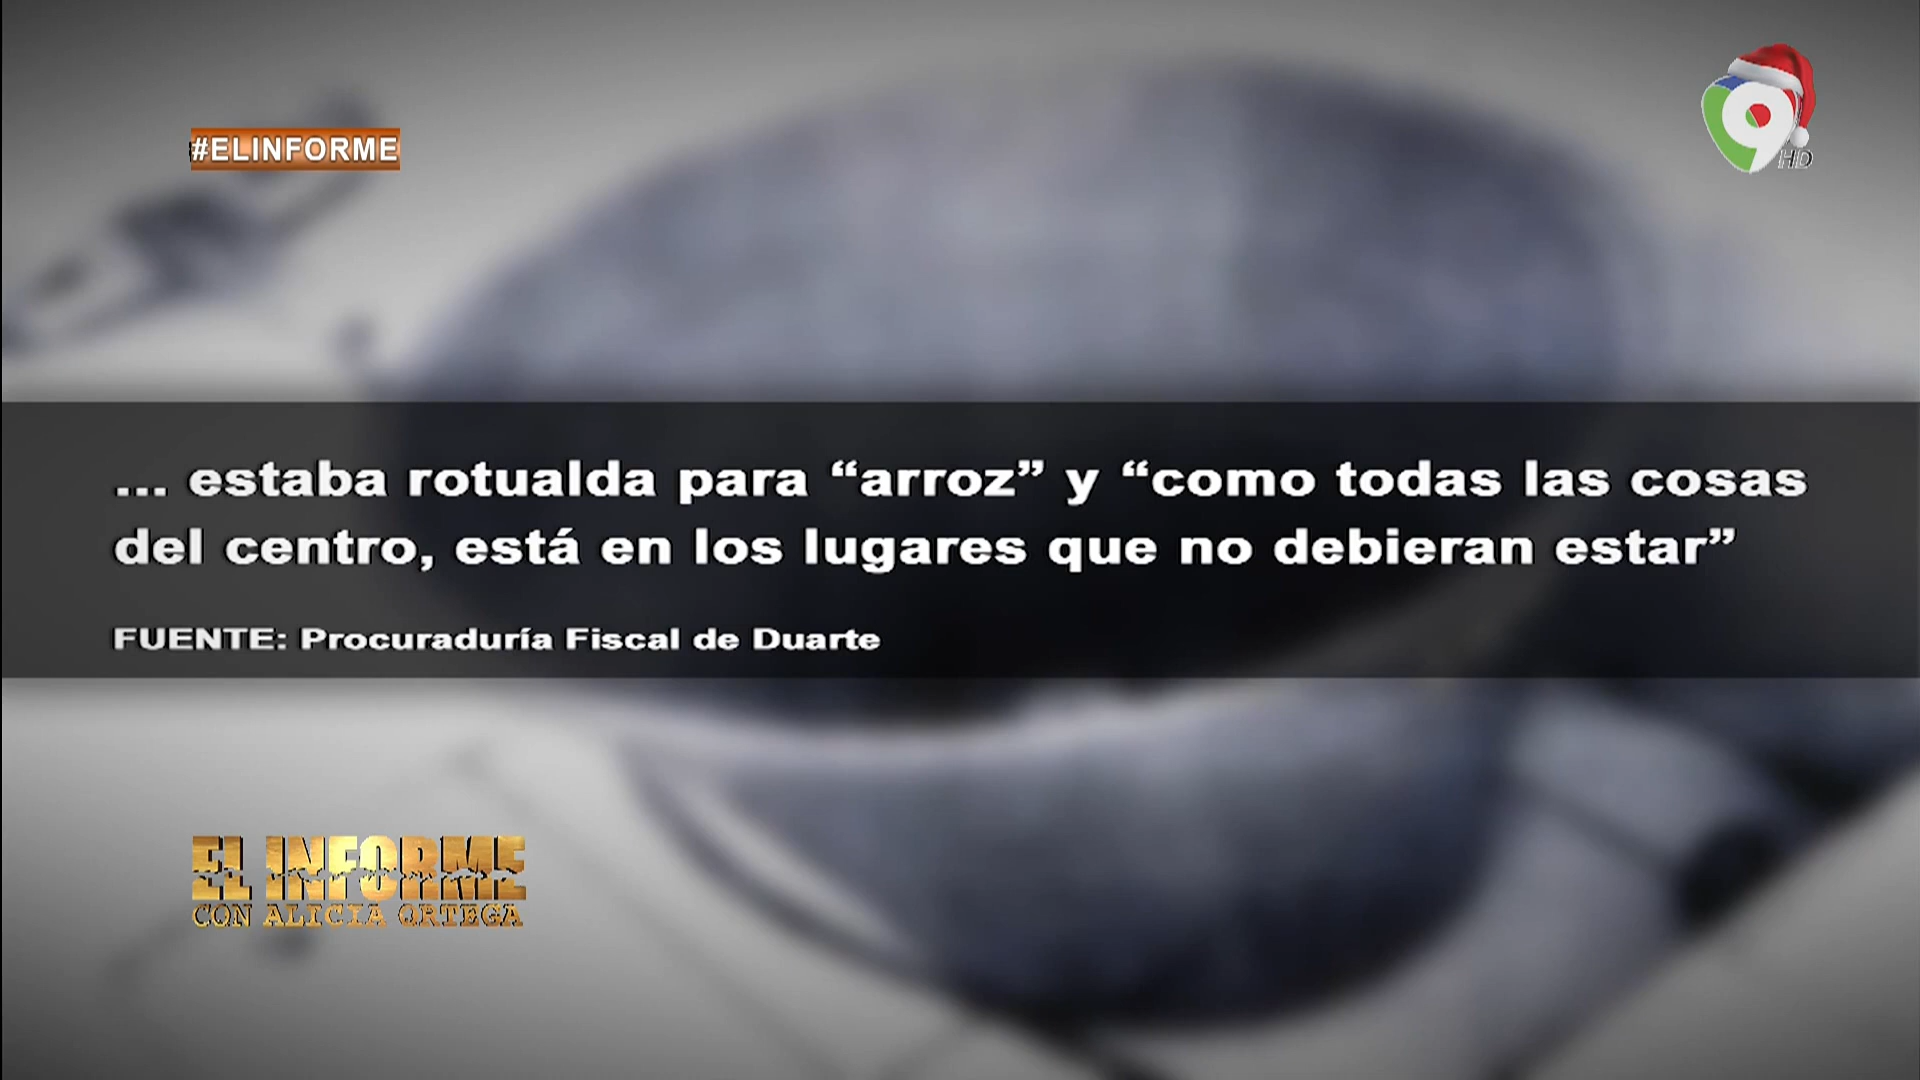 #ELINFORME
9
HD
... estaba rotualda para “arroz” y “como todas las cosas
del centro, está en los lugares que no debieran estar”
FUENTE: Procuraduría Fiscal de Duarte
EL INFORME
CON ALICIA ORTEGA